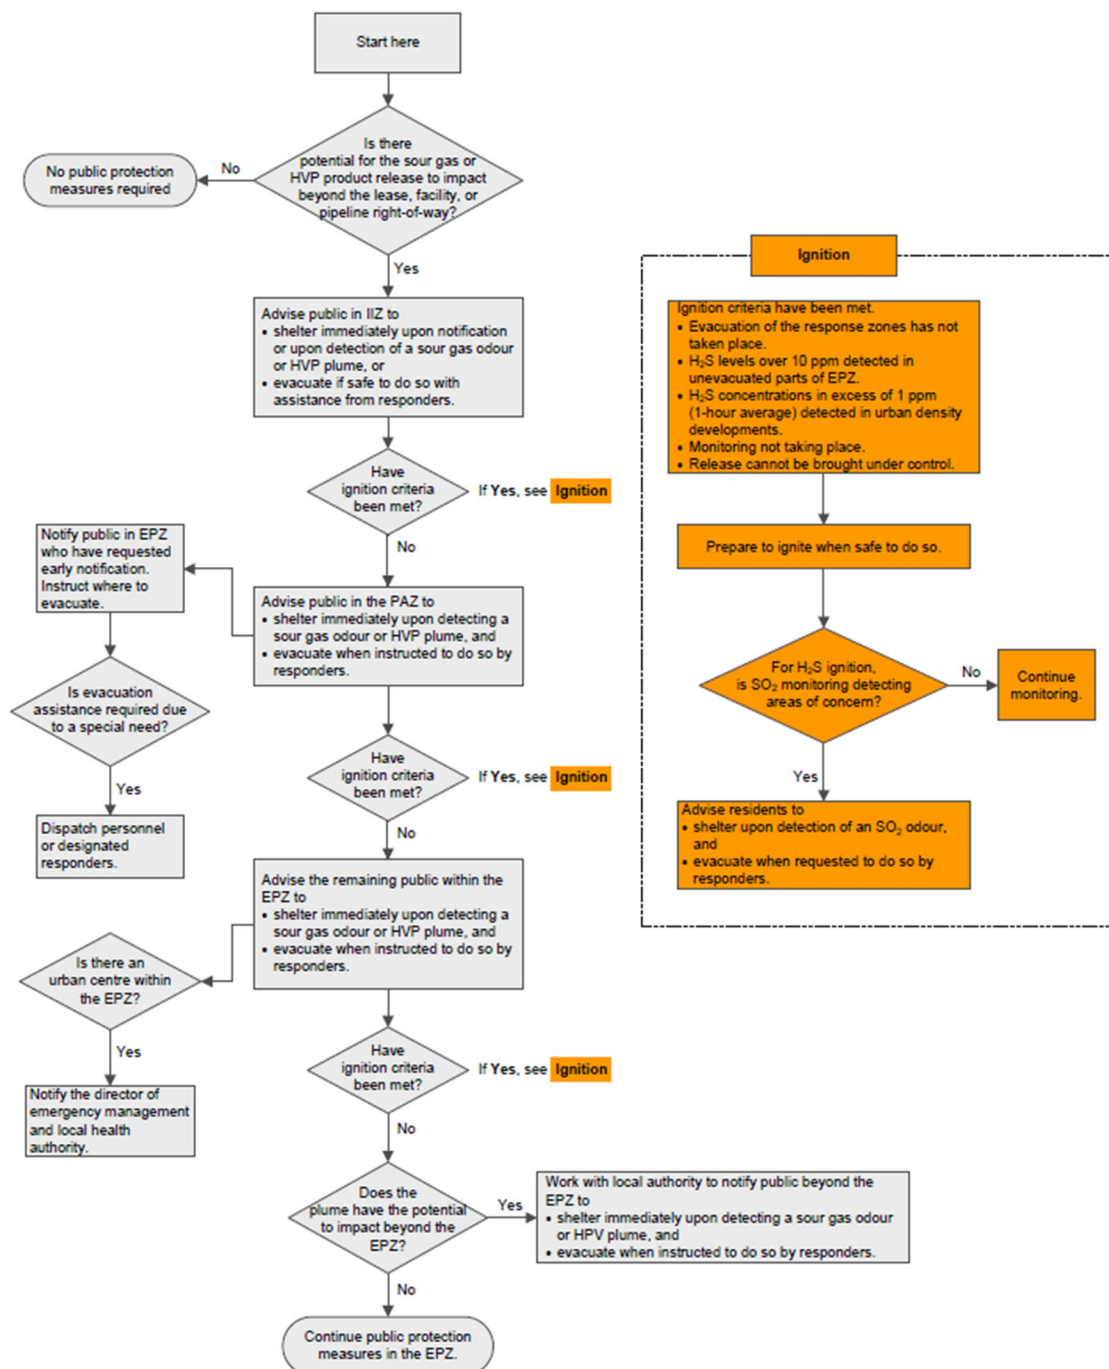 Start here
Is there
potential for the sour gas or
HVP product release to impact
beyond the lease, facility, or
pipeline right-of-way?
No
No public protection
measures required
Yes
Advise public in IIZ to
• shelter immediately upon notification
or upon detection of a sour gas odour
or HVP plume, or
• evacuate if safe to do so with
assistance from responders.
Have
ignition criteria
been met?
If Yes, see Ignition
No
Advise public in the PAZ to
• shelter immediately upon detecting a
sour gas odour or HVP plume, and
• evacuate when instructed to do so by
responders.
Notify public in EPZ
who have requested
early notification.
Instruct where to
evacuate.
Is evacuation
assistance required due
to a special need?
Yes
Dispatch personnel
or designated
responders.
Have
ignition criteria
been met?
If Yes, see Ignition
No
Advise the remaining public within the
EPZ to
• shelter immediately upon detecting a
sour gas odour or HVP plume, and
• evacuate when instructed to do so by
responders.
Is there an
urban centre within
the EPZ?
Yes
Notify the director of
emergency management
and local health
authority.
Have
ignition criteria
been met?
If Yes, see Ignition
No
Does the
plume have the potential
to impact beyond the
EPZ?
Yes
Work with local authority to notify public beyond the
EPZ to
• shelter immediately upon detecting a sour gas odour
or HPV plume, and
• evacuate when instructed to do so by responders.
No
Continue public protection
measures in the EPZ.
Ignition
Ignition criteria have been met.
• Evacuation of the response zones has not
taken place.
• H₂S levels over 10 ppm detected in
unevacuated parts of EPZ.
• H₂S concentrations in excess of 1 ppm
(1-hour average) detected in urban density
developments.
• Monitoring not taking place.
• Release cannot be brought under control.
Prepare to ignite when safe to do so.
For H₂S ignition,
is SO₂ monitoring detecting
areas of concern?
No
Continue
monitoring.
Yes
Advise residents to
• shelter upon detection of an SO₂ odour,
and
• evacuate when requested to do so by
responders.